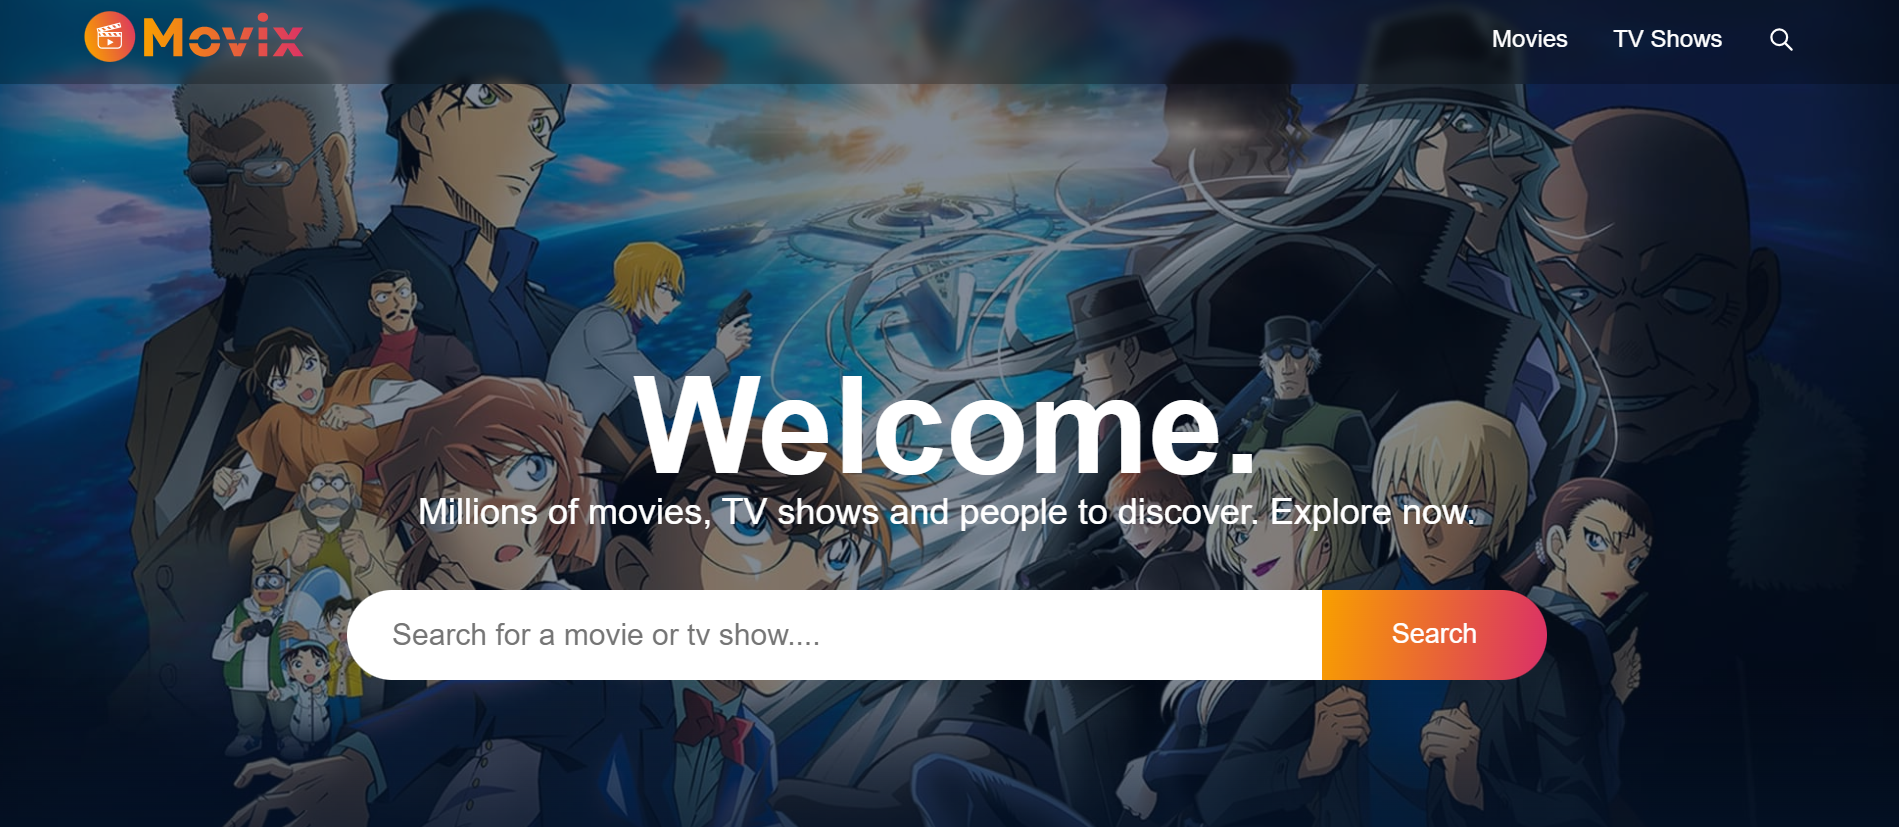 Movix
Movies
TV Shows
Welcome.
Millions of movies, TV shows and people to discover. Explore now.
Search for a movie or tv show....
Search